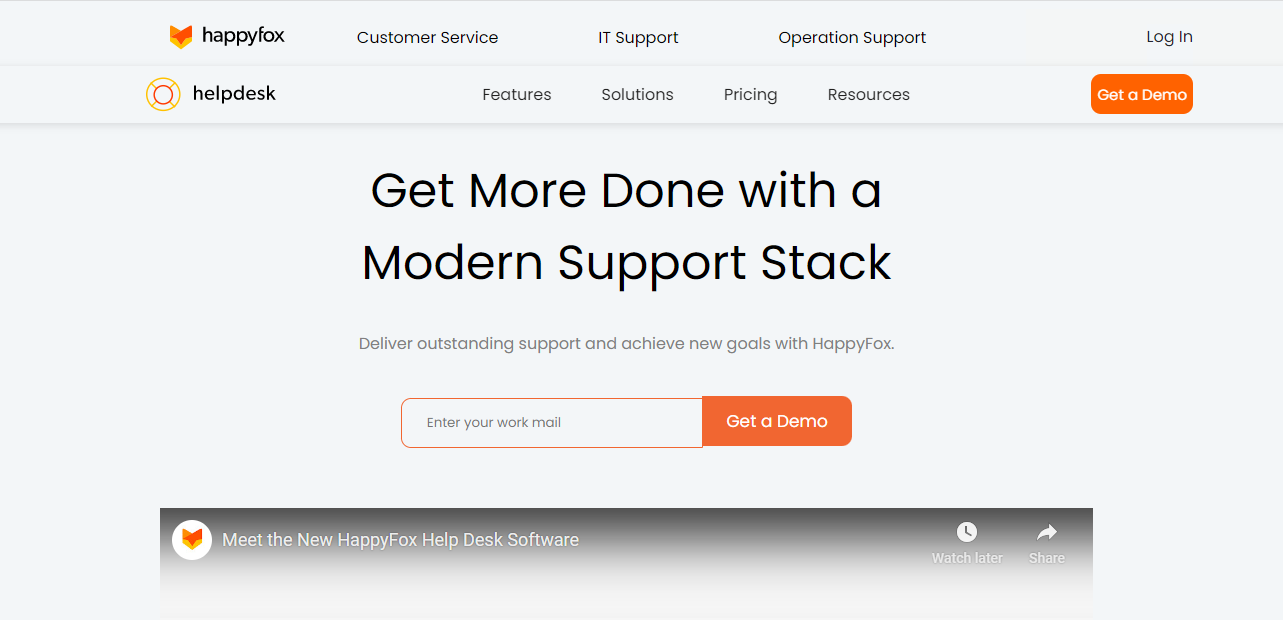 happyfox
Customer Service
IT Support
Operation Support
Log In
helpdesk
Features
Solutions
Pricing
Resources
Get a Demo
Get More Done with a
Modern Support Stack
Deliver outstanding support and achieve new goals with HappyFox.
Enter your work mail
Get a Demo
Meet the New HappyFox Help Desk Software
Watch later
Share